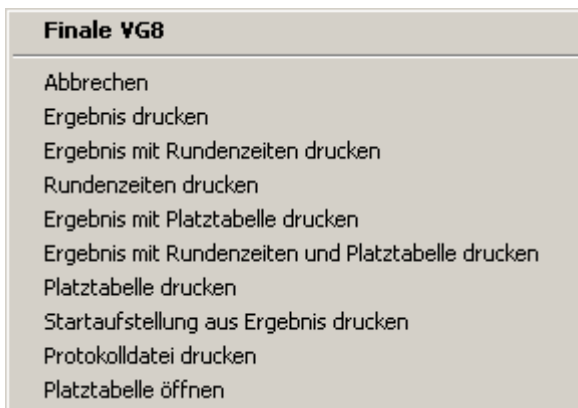 Finale VG8
Abbrechen
Ergebnis drucken
Ergebnis mit Rundenzeiten drucken
Rundenzeiten drucken
Ergebnis mit Platztabelle drucken
Ergebnis mit Rundenzeiten und Platztabelle drucken
Platztabelle drucken
Startaufstellung aus Ergebnis drucken
Protokolldatei drucken
Platztabelle öffnen